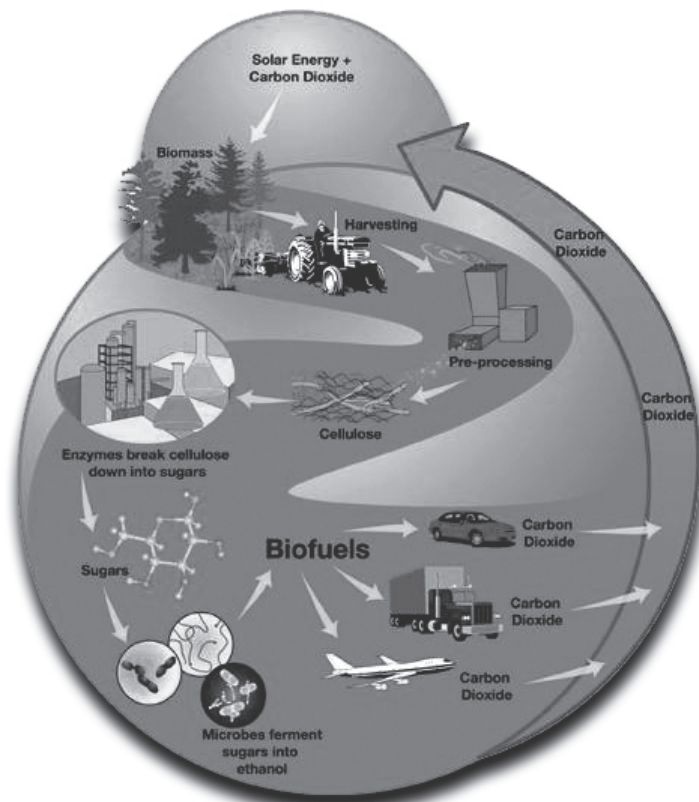 Solar Energy +
Carbon Dioxide
Biomass
Harvesting
Carbon
Dioxide
Pre-processing
Carbon
Dioxide
Cellulose
Enzymes break cellulose
down into sugars
Sugars
Biofuels
Carbon
Dioxide
Carbon
Dioxide
Carbon
Dioxide
Microbes ferment
sugars into
ethanol